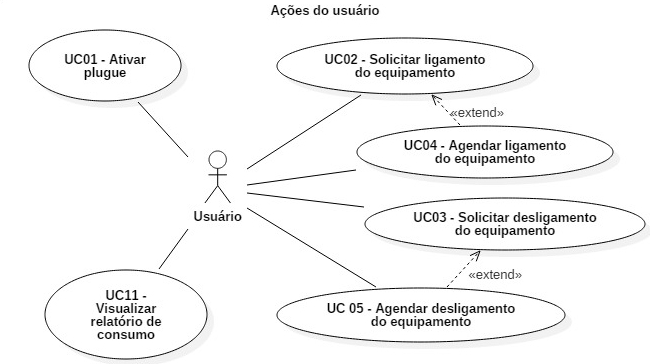 Ações do usuário
UC01 - Ativar
plugue
UC02 - Solicitar ligamento
do equipamento
«extend»
UC04 - Agendar ligamento
do equipamento
Usuário
UC03 - Solicitar desligamento
do equipamento
«extend»
UC11 -
Visualizar
relatório de
consumo
UC 05 - Agendar desligamento
do equipamento